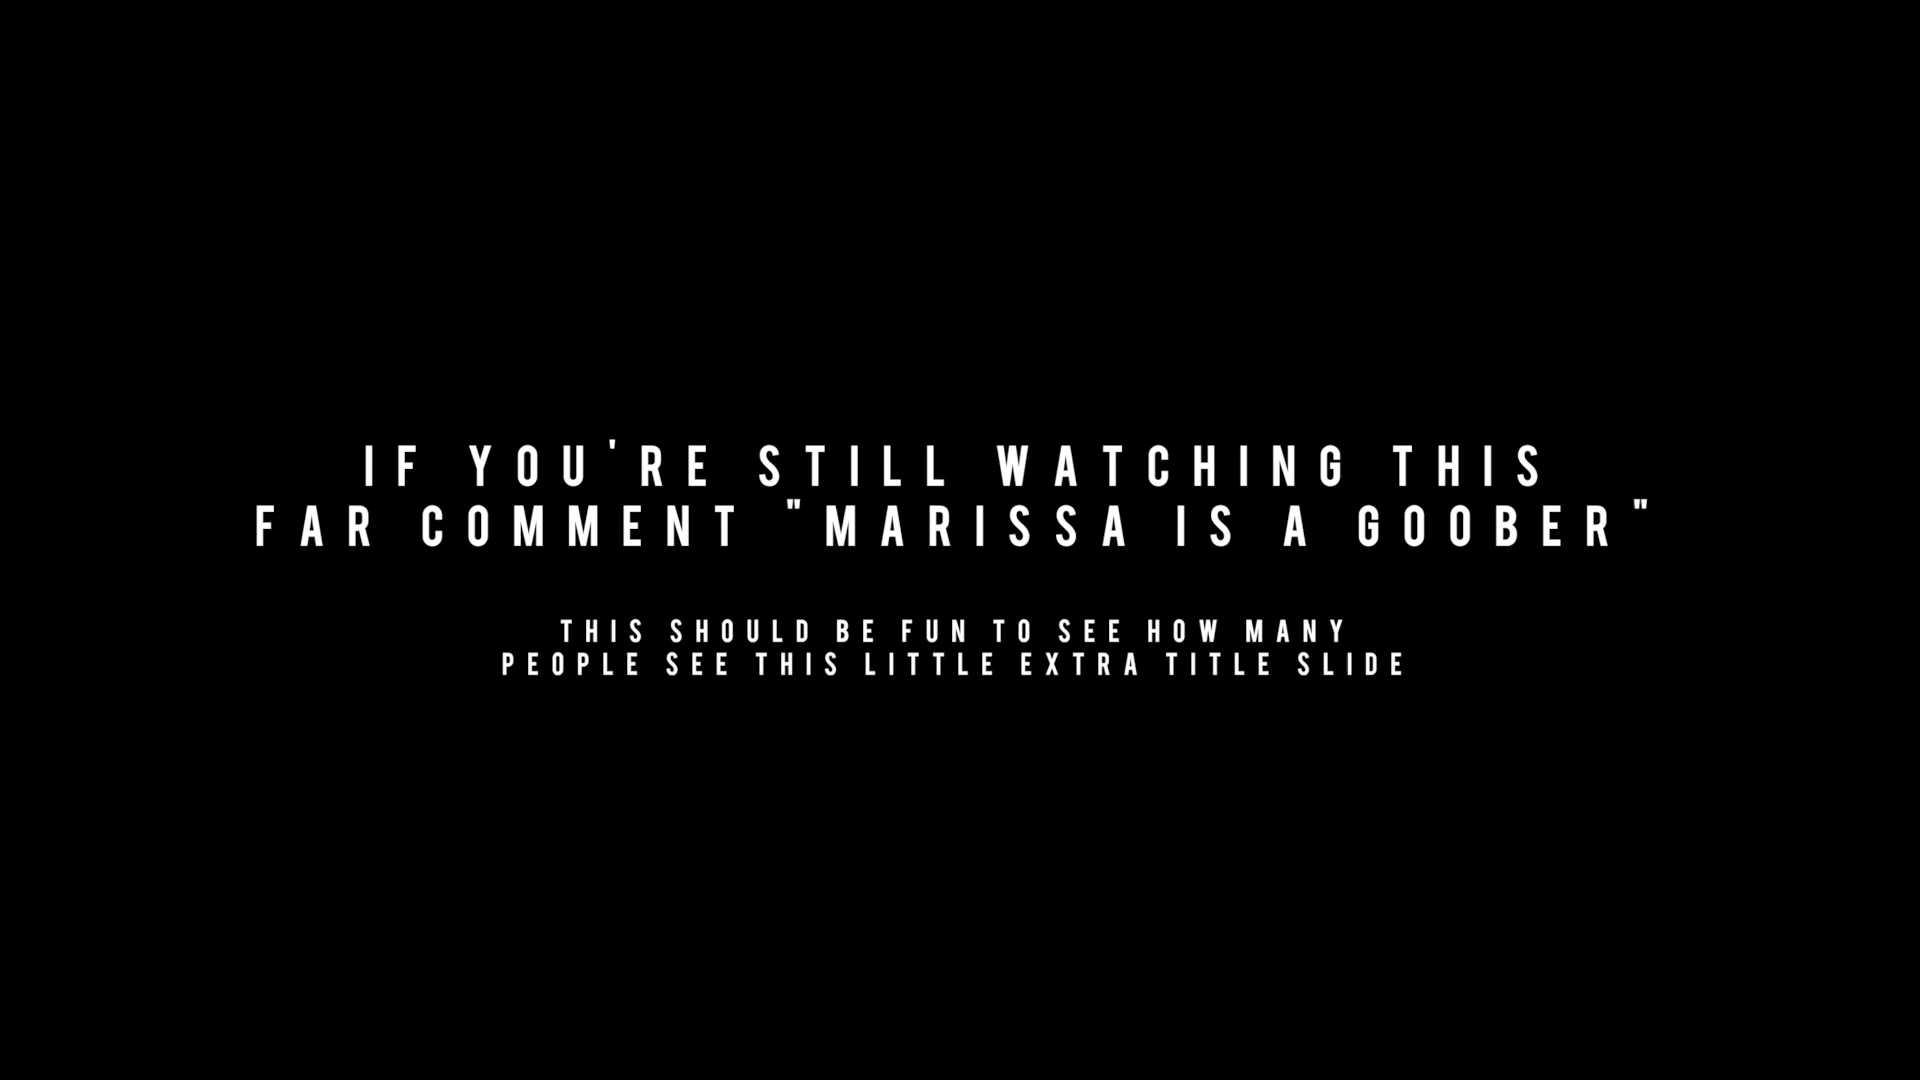 IF YOU'RE STILL WATCHING THIS
FAR COMMENT "MARISSA IS A GOOBER"
THIS SHOULD BE FUN TO SEE HOW MANY
PEOPLE SEE THIS LITTLE EXTRA TITLE SLIDE